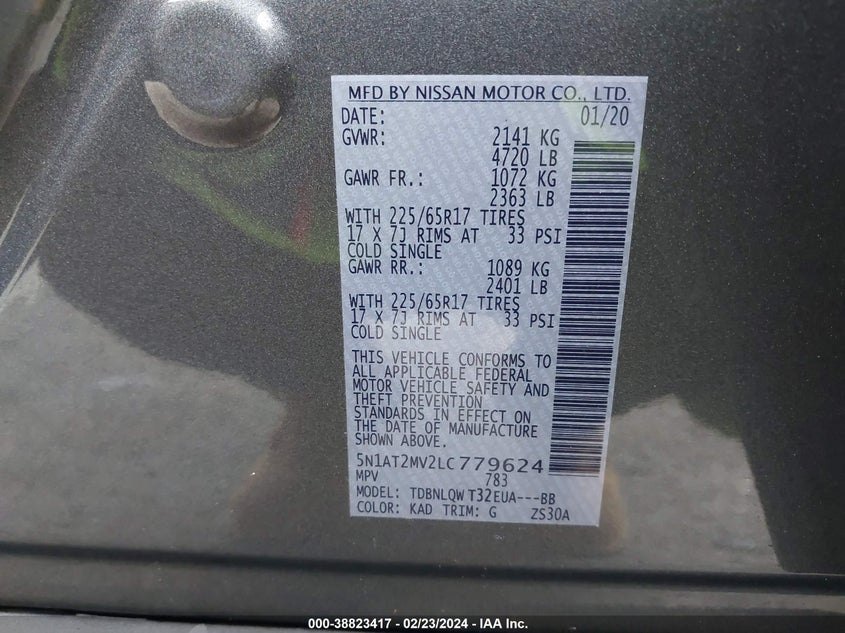 MFD BY NISSAN MOTOR CO., LTD.
DATE: 01/20
GVWR: 2141 KG
4720 LB
GAWR FR.: 1072 KG
2363 LB
WITH 225/65R17 TIRES
17 X 7J RIMS AT 33 PSI
COLD SINGLE
GAWR RR.: 1089 KG
2401 LB
WITH 225/65R17 TIRES
17 X 7J RIMS AT 33 PSI
COLD SINGLE
THIS VEHICLE CONFORMS TO
ALL APPLICABLE FEDERAL
MOTOR VEHICLE SAFETY AND
THEFT PREVENTION
STANDARDS IN EFFECT ON
THE DATE OF MANUFACTURE
SHOWN ABOVE.
5N1AT2MV2LC779624
MPV 783
MODEL: TDBNLQW T32EUA---BB
COLOR: KAD TRIM: G ZS30A
000-38823417 - 02/23/2024 - IAA Inc.